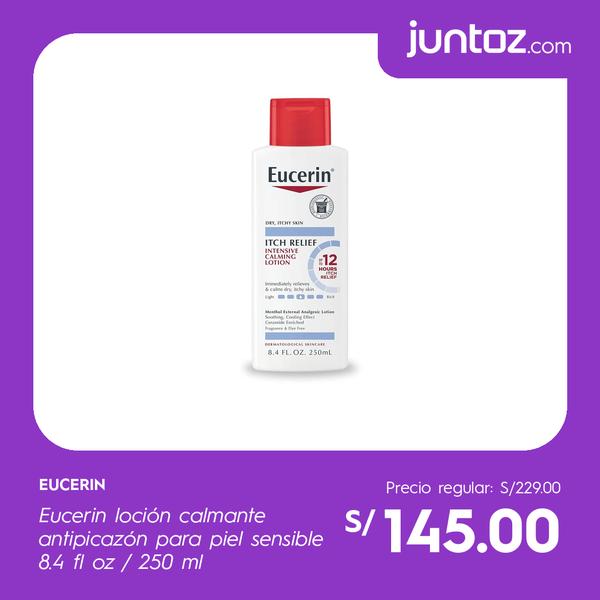 juntoz.com
Eucerin®
DRY, ITCHY SKIN
ITCH RELIEF
INTENSIVE
CALMING
LOTION
UP TO 12
HOURS
ITCH
RELIEF
Immediately relieves
& calms dry, itchy skin
Light Rich
Menthol External Analgesic Lotion
Soothing, Cooling Effect
Ceramide Enriched
Fragrance & Dye Free
DERMATOLOGICAL SKINCARE
8.4 FL. OZ. 250mL
EUCERIN
Eucerin loción calmante
antipicazón para piel sensible
8.4 fl oz / 250 ml
Precio regular: S/229.00
S/ 145.00